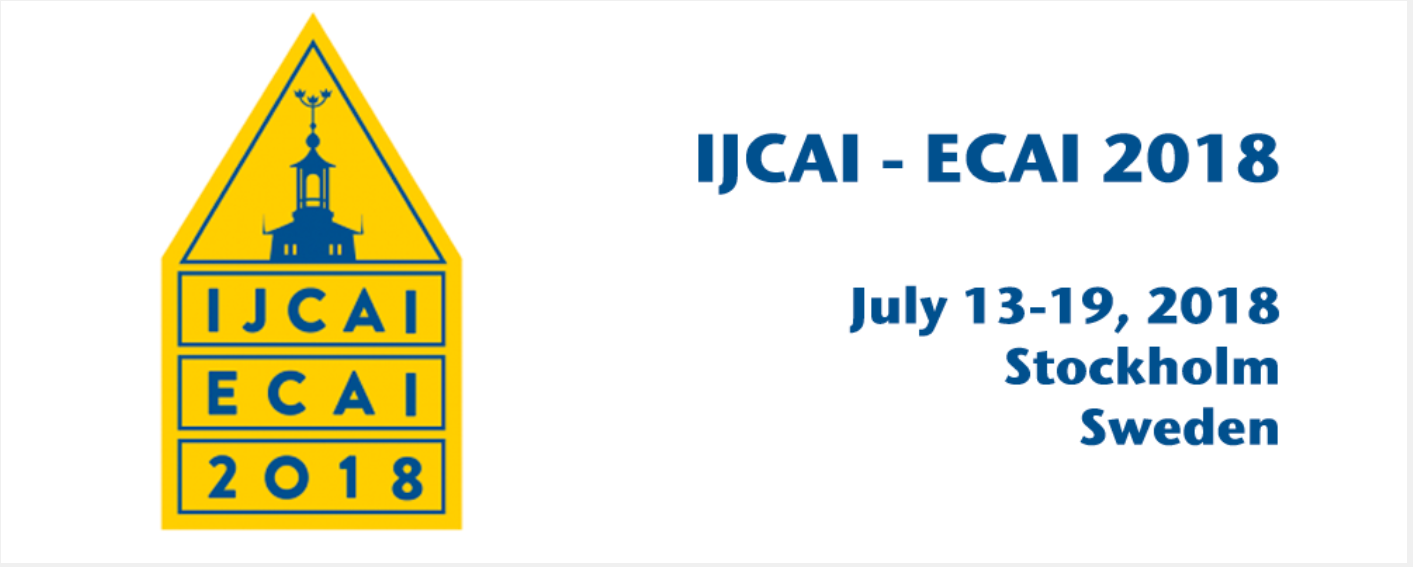 IJCAI
ECAI
2018
IJCAI - ECAI 2018
July 13-19, 2018
Stockholm
Sweden